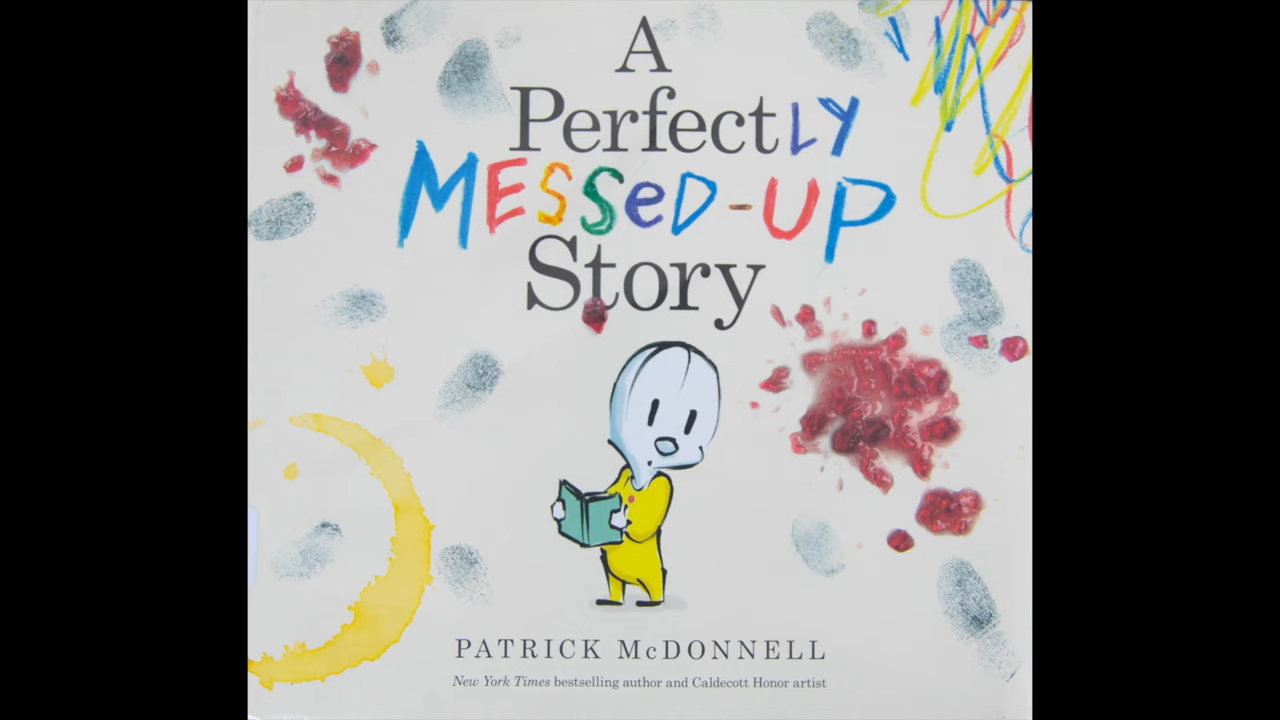 A
PerfectLY
MESSeD-UP
Story
PATRICK McDONNELL
New York Times bestselling author and Caldecott Honor artist